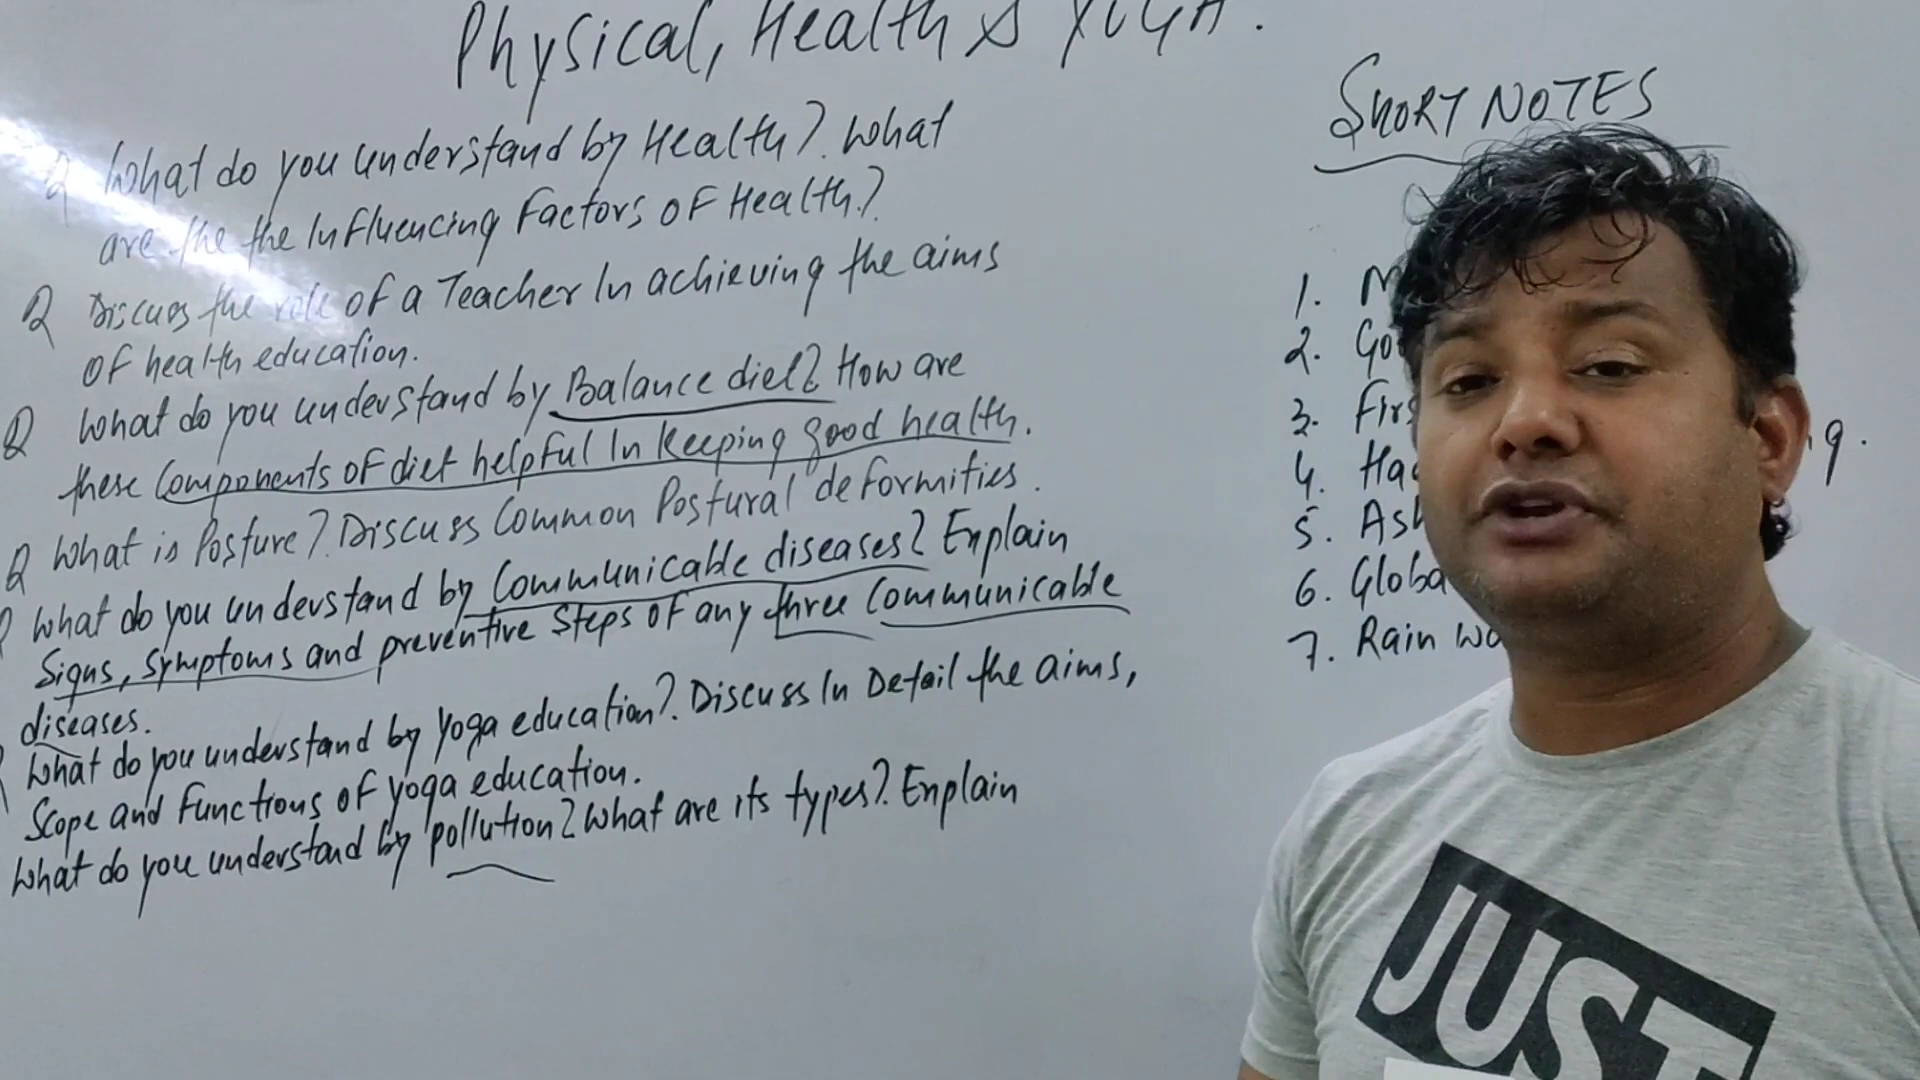 Physical, Health & YOGA.
Q What do you understand by Health? What
are the the Influencing Factors of Health?
Q Discuss the role of a Teacher In achieving the aims
of health education.
Q What do you understand by Balance diet? How are
these Components of diet helpful In keeping good health.
Q What is Posture? Discuss Common Postural deformities.
Q What do you understand by Communicable diseases? Explain
Signs, Symptoms and preventive steps of any three Communicable
diseases.
What do you understand by Yoga education? Discuss In Detail the aims,
Scope and Functions of yoga education.
What do you understand by pollution? What are its types? Explain
SHORT NOTES
1.
2.
3.
4.
5.
6.
7. Rain
JUST